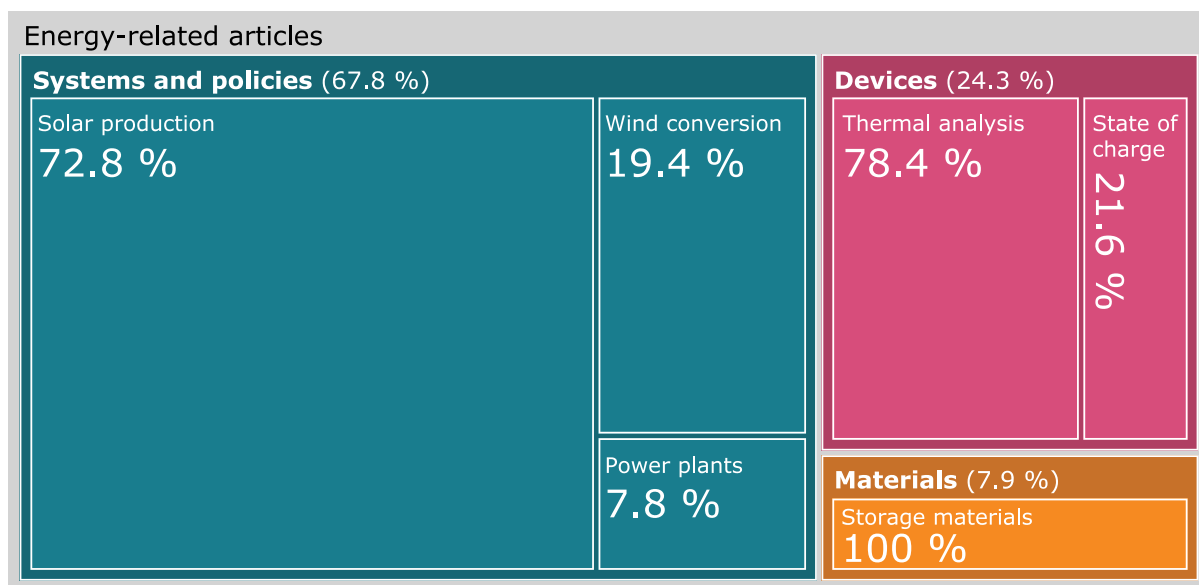 Energy-related articles
Systems and policies (67.8 %)
Solar production
72.8 %
Wind conversion
19.4 %
Power plants
7.8 %
Devices (24.3 %)
Thermal analysis
78.4 %
State of
charge
21.6 %
Materials (7.9 %)
Storage materials
100 %